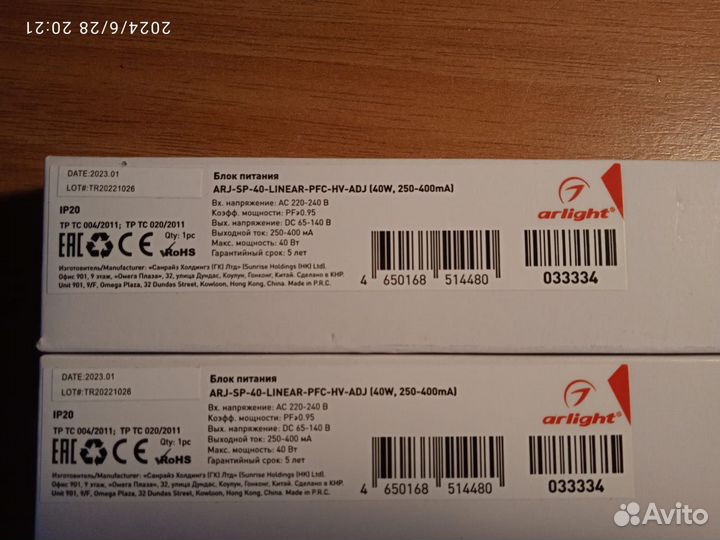 2024/6/28 20:21
DATE:2023.01
LOT#:TR20221026
IP20
ТР ТС 004/2011; ТР ТС 020/2011
EAC CE Qty: 1pc RoHS
Блок питания
ARJ-SP-40-LINEAR-PFC-HV-ADJ (40W, 250-400mA)
Вх. напряжение: AC 220-240 В
Коэфф. мощности: PF≥0.95
Вых. напряжение: DC 65-140 В
Выходной ток: 250-400 мА
Макс. мощность: 40 Вт
Гарантийный срок: 5 лет
Изготовитель/Manufacturer: «Санрайз Холдингз (ГК) Лтд» (Sunrise Holdings (HK) Ltd).
Офис 901, 9 этаж, «Омега Плаза», 32, улица Дундас, Коулун, Гонконг, Китай. Сделано в КНР.
Unit 901, 9/F, Omega Plaza, 32 Dundas Street, Kowloon, Hong Kong, China. Made in P.R.C.
4 650168 514480
arlight®
033334
DATE:2023.01
LOT#:TR20221026
IP20
ТР ТС 004/2011; ТР ТС 020/2011
EAC CE Qty: 1pc RoHS
Блок питания
ARJ-SP-40-LINEAR-PFC-HV-ADJ (40W, 250-400mA)
Вх. напряжение: AC 220-240 В
Коэфф. мощности: PF≥0.95
Вых. напряжение: DC 65-140 В
Выходной ток: 250-400 мА
Макс. мощность: 40 Вт
Гарантийный срок: 5 лет
Изготовитель/Manufacturer: «Санрайз Холдингз (ГК) Лтд» (Sunrise Holdings (HK) Ltd).
Офис 901, 9 этаж, «Омега Плаза», 32, улица Дундас, Коулун, Гонконг, Китай. Сделано в КНР.
Unit 901, 9/F, Omega Plaza, 32 Dundas Street, Kowloon, Hong Kong, China. Made in P.R.C.
4 650168 514480
arlight®
033334
Avito